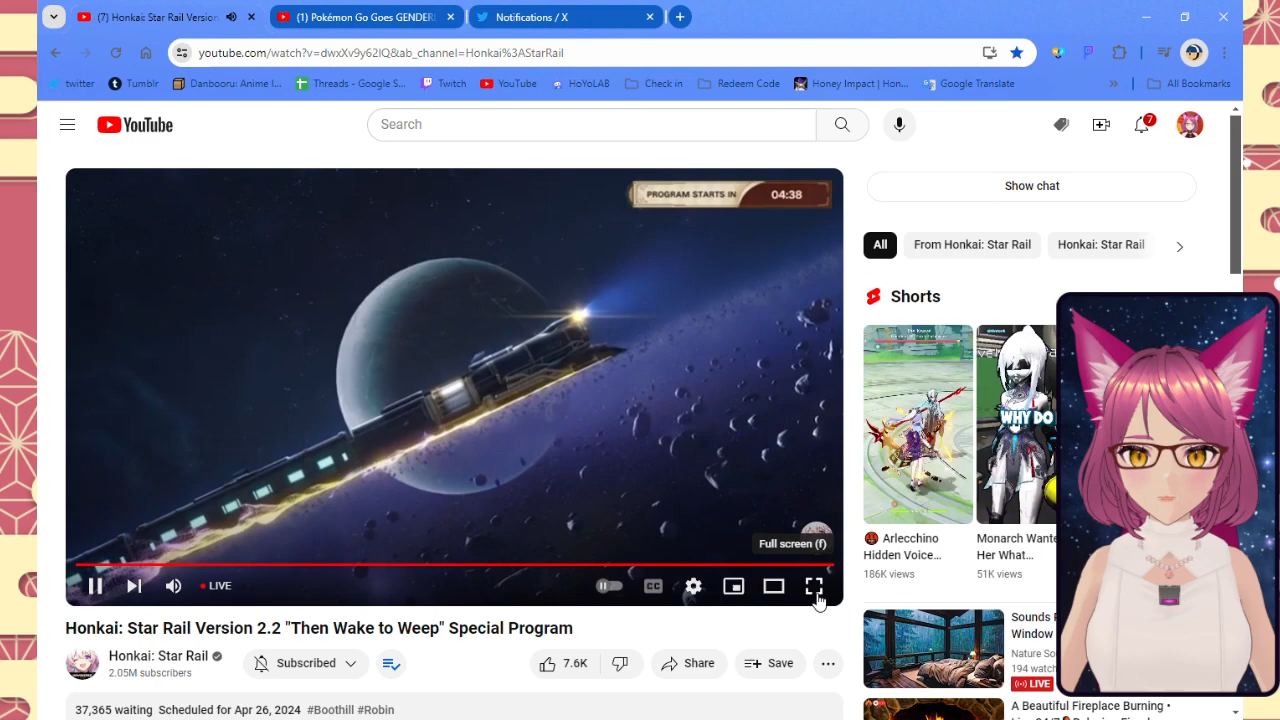 (7) Honkai: Star Rail Version
(1) Pokémon Go Goes GENDERL
Notifications / X
youtube.com/watch?v=dwxXv9y62IQ&ab_channel=Honkai%3AStarRail
twitter
Tumblr
Danbooru: Anime I...
Threads - Google S...
Twitch
YouTube
HoYoLAB
Check in
Redeem Code
Honey Impact | Hon...
Google Translate
»
All Bookmarks
YouTube
Search
7
PROGRAM STARTS IN 04:38
Show chat
All
From Honkai: Star Rail
Honkai: Star Rail
Shorts
WHY DO
Full screen (f)
LIVE
CC
Arlecchino
Hidden Voice...
186K views
Monarch Wante
Her What...
51K views
Honkai: Star Rail Version 2.2 "Then Wake to Weep" Special Program
Honkai: Star Rail
2.05M subscribers
Subscribed
7.6K
Share
Save
37,365 waiting Scheduled for Apr 26, 2024 #Boothill #Robin
Sounds
Window
Nature So
194 watch
LIVE
A Beautiful Fireplace Burning •